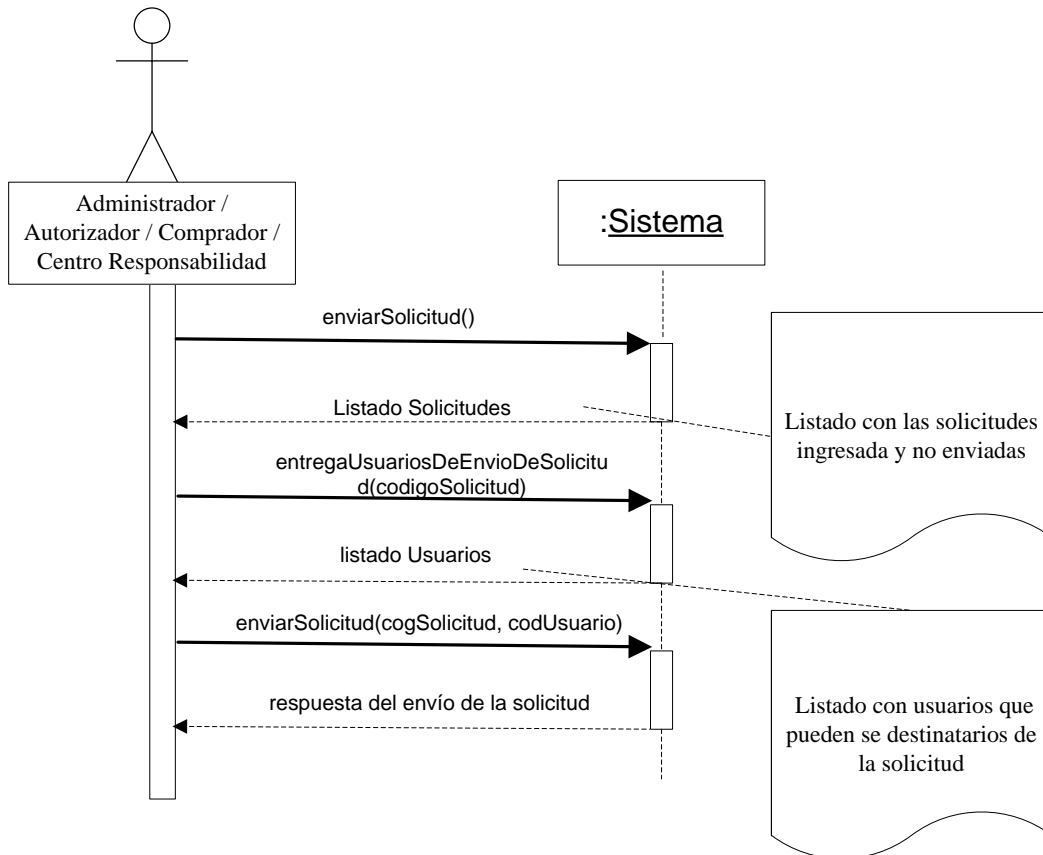 Administrador /
Autorizador / Comprador /
Centro Responsabilidad
:Sistema
enviarSolicitud()
Listado Solicitudes
Listado con las solicitudes
ingresada y no enviadas
entregaUsuariosDeEnvioDeSolicitu
d(codigoSolicitud)
listado Usuarios
enviarSolicitud(cogSolicitud, codUsuario)
respuesta del envío de la solicitud
Listado con usuarios que
pueden se destinatarios de
la solicitud